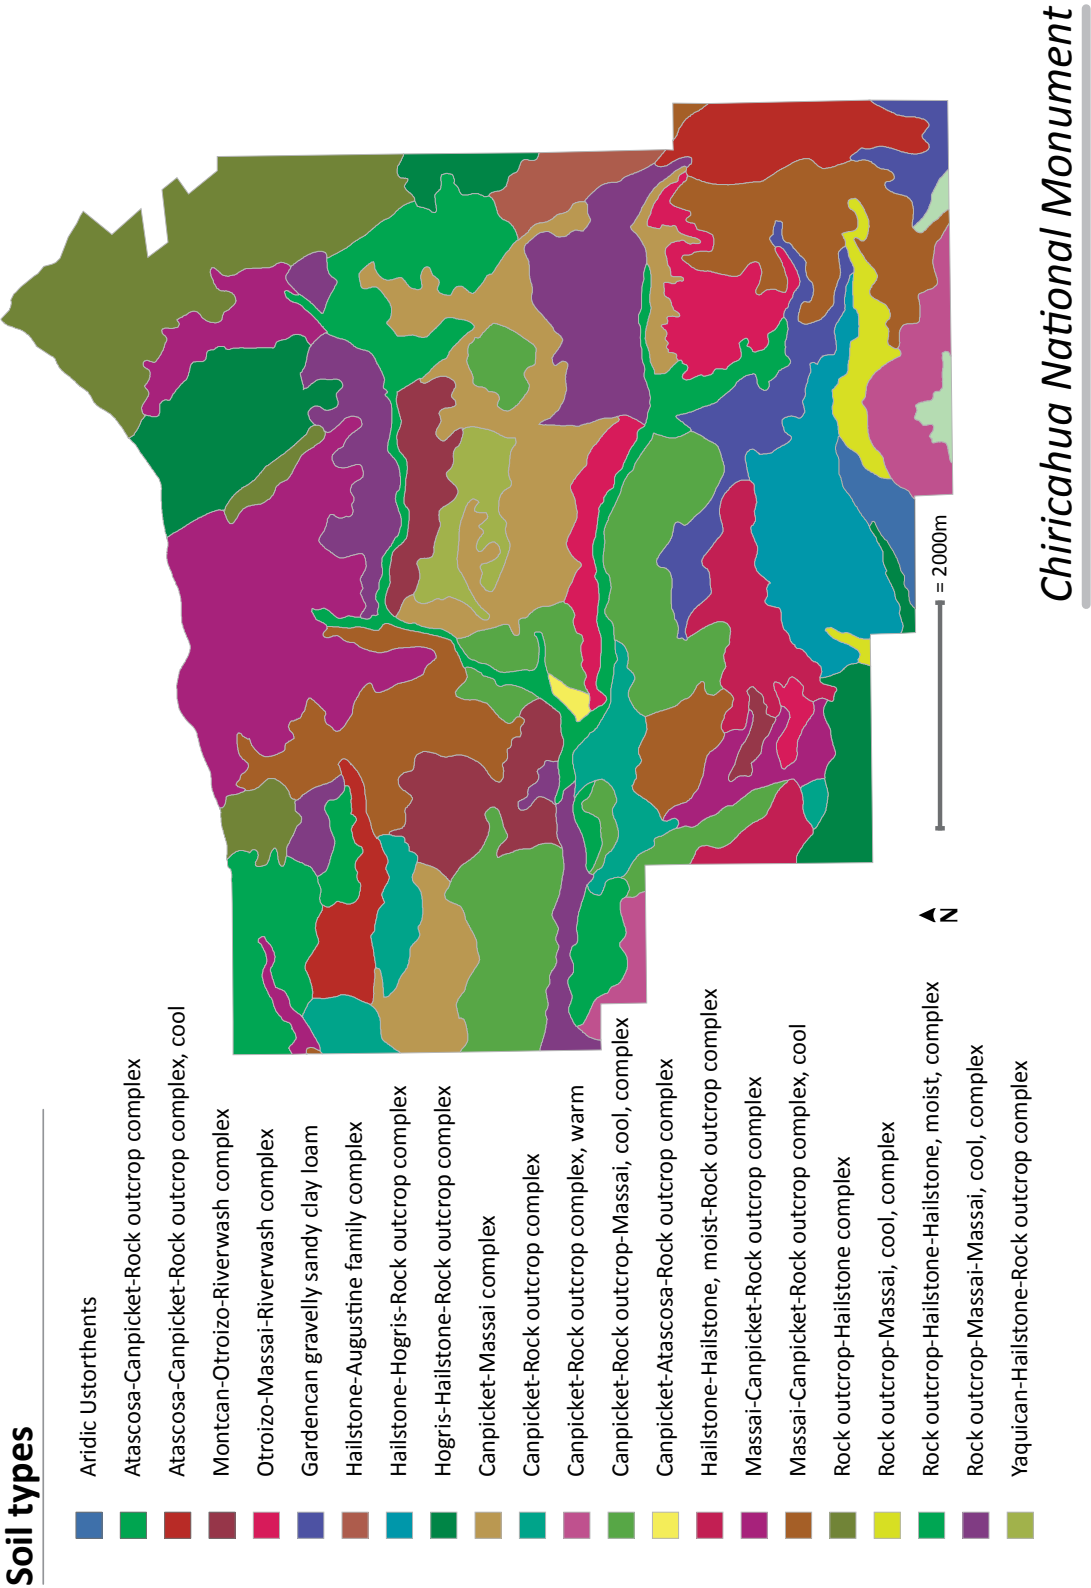 Soil types
Aridic Ustorthents
Atascosa-Canpicket-Rock outcrop complex
Atascosa-Canpicket-Rock outcrop complex, cool
Montcan-Otroizo-Riverwash complex
Otroizo-Massai-Riverwash complex
Gardencan gravelly sandy clay loam
Hailstone-Augustine family complex
Hailstone-Hogris-Rock outcrop complex
Hogris-Hailstone-Rock outcrop complex
Canpicket-Massai complex
Canpicket-Rock outcrop complex
Canpicket-Rock outcrop complex, warm
Canpicket-Rock outcrop-Massai, cool, complex
Canpicket-Atascosa-Rock outcrop complex
Hailstone-Hailstone, moist-Rock outcrop complex
Massai-Canpicket-Rock outcrop complex
Massai-Canpicket-Rock outcrop complex, cool
Rock outcrop-Hailstone complex
Rock outcrop-Massai, cool, complex
Rock outcrop-Hailstone-Hailstone, moist, complex
Rock outcrop-Massai-Massai, cool, complex
Yaquican-Hailstone-Rock outcrop complex
N
= 2000m
Chiricahua National Monument